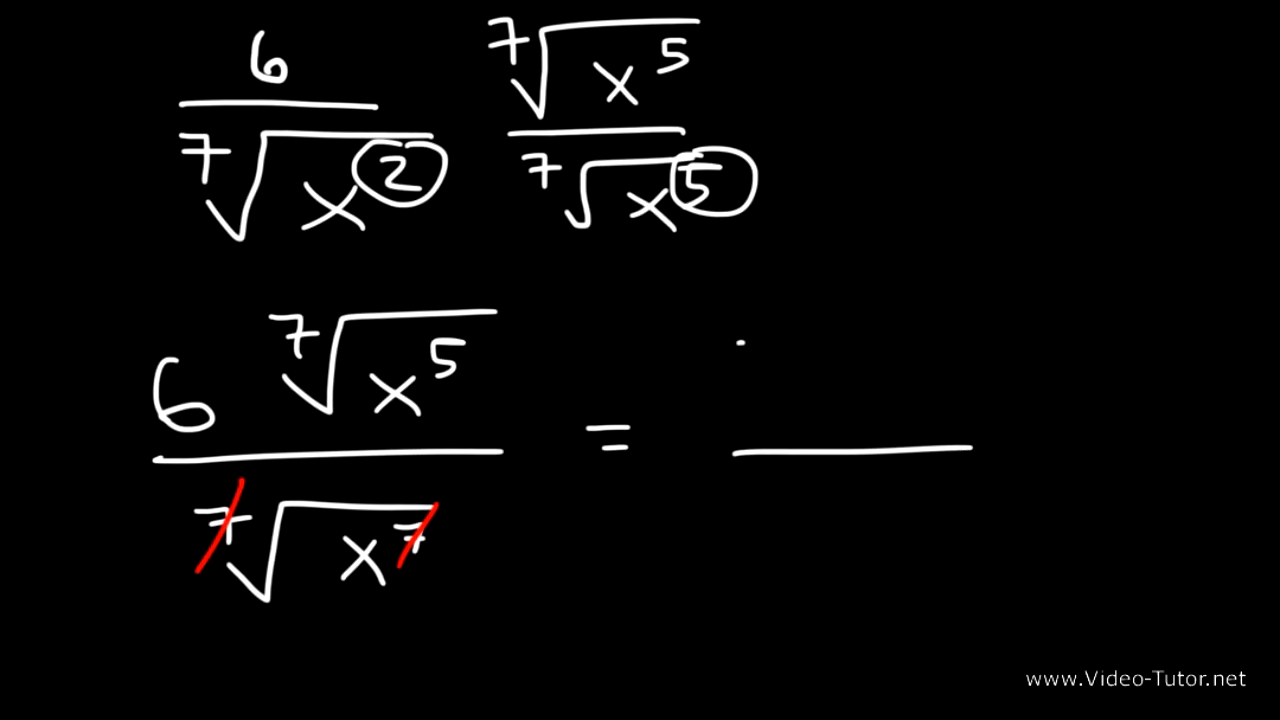 6/⁷√x² ⁷√x⁵/⁷√x⁵
6 ⁷√x⁵/⁷√x⁷ =
www.Video-Tutor.net